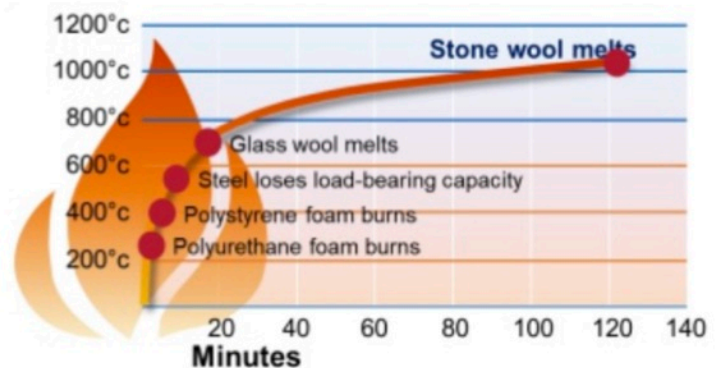 1200°c
Stone wool melts
1000°c
800°c
Glass wool melts
600°c
Steel loses load-bearing capacity
400°c
Polystyrene foam burns
Polyurethane foam burns
200°c
20 40 60 80 100 120 140
Minutes